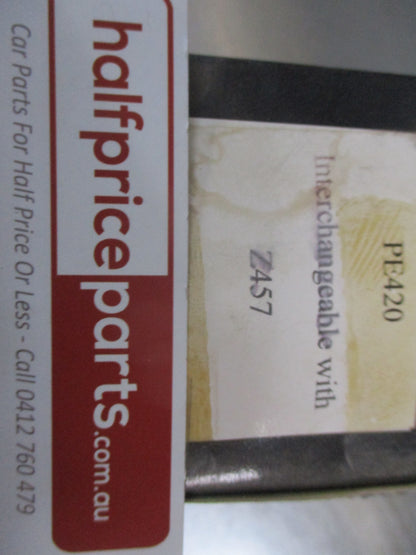 halfpriceparts.com.au
Car Parts For Half Price Or Less - Call 0412 760 479
PE420
Interchangeable with
Z457